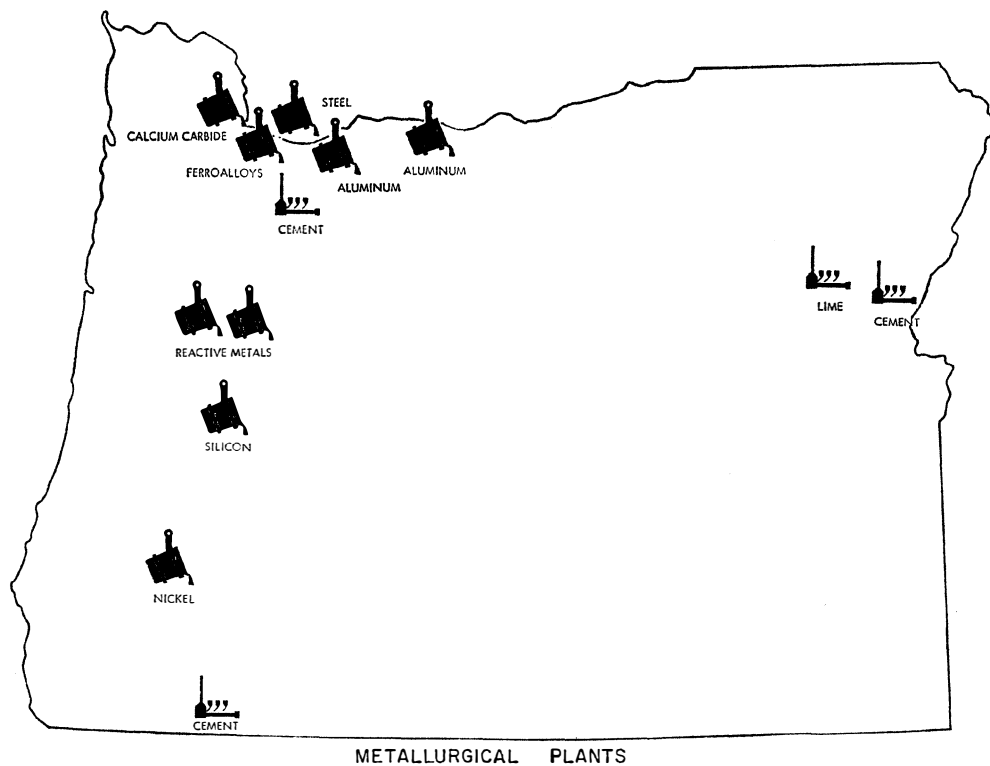 STEEL
CALCIUM CARBIDE
FERROALLOYS
ALUMINUM
ALUMINUM
CEMENT
LIME
CEMENT
REACTIVE METALS
SILICON
NICKEL
CEMENT
METALLURGICAL PLANTS